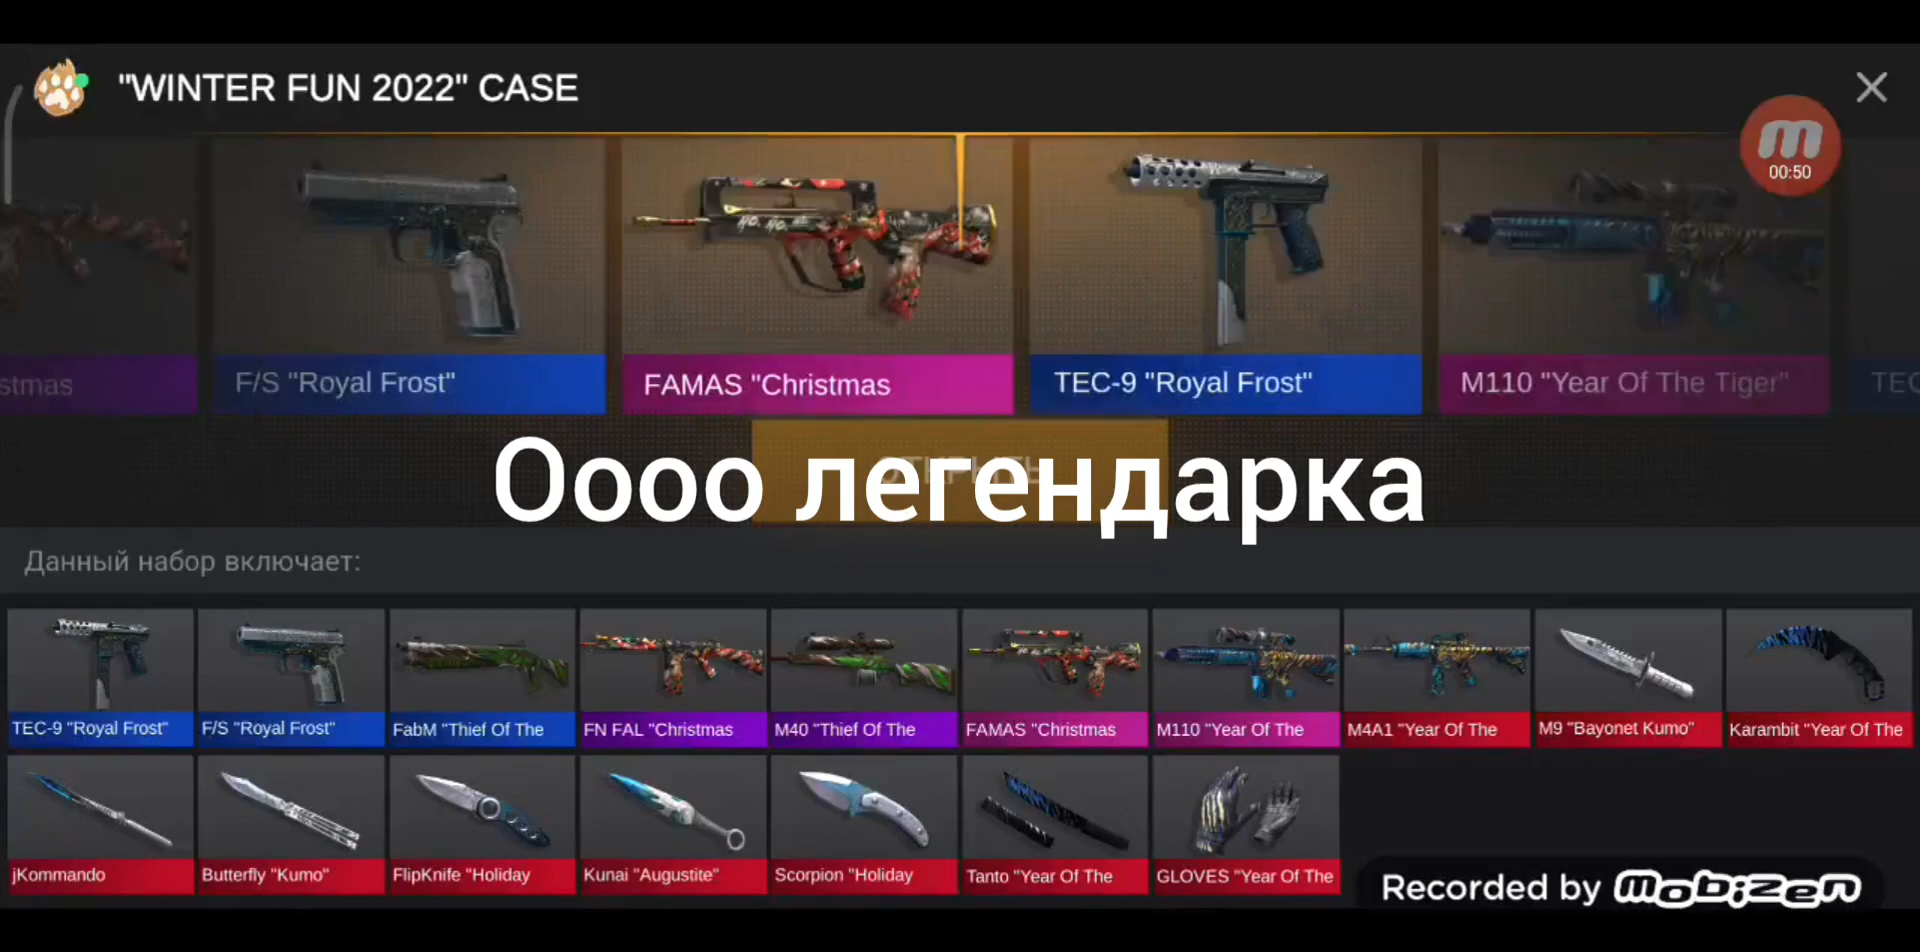 "WINTER FUN 2022" CASE
00:50
stmas
F/S "Royal Frost"
FAMAS "Christmas
TEC-9 "Royal Frost"
M110 "Year Of The Tiger"
TEC
ОТКРЫТЬ
Оооо легендарка
Данный набор включает:
TEC-9 "Royal Frost"
F/S "Royal Frost"
FabM "Thief Of The
FN FAL "Christmas
M40 "Thief Of The
FAMAS "Christmas
M110 "Year Of The
M4A1 "Year Of The
M9 "Bayonet Kumo"
Karambit "Year Of The
jKommando
Butterfly "Kumo"
FlipKnife "Holiday
Kunai "Augustite"
Scorpion "Holiday
Tanto "Year Of The
GLOVES "Year Of The
Recorded by mobizen